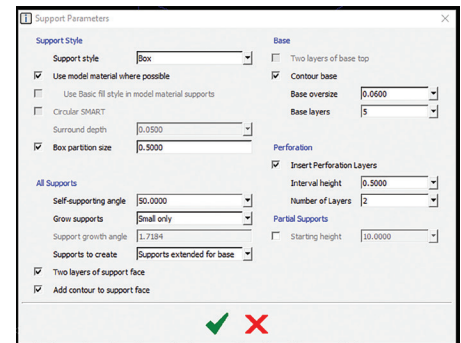 Support Parameters
Support Style
Support style Box
Use model material where possible
Use Basic fill style in model material supports
Circular SMART
Surround depth 0.0500
Box partition size 0.5000
All Supports
Self-supporting angle 50.0000
Grow supports Small only
Support growth angle 1.7184
Supports to create Supports extended for base
Two layers of support face
Add contour to support face
Base
Two layers of base top
Contour base
Base oversize 0.0600
Base layers 5
Perforation
Insert Perforation Layers
Interval height 0.5000
Number of Layers 2
Partial Supports
Starting height 10.0000